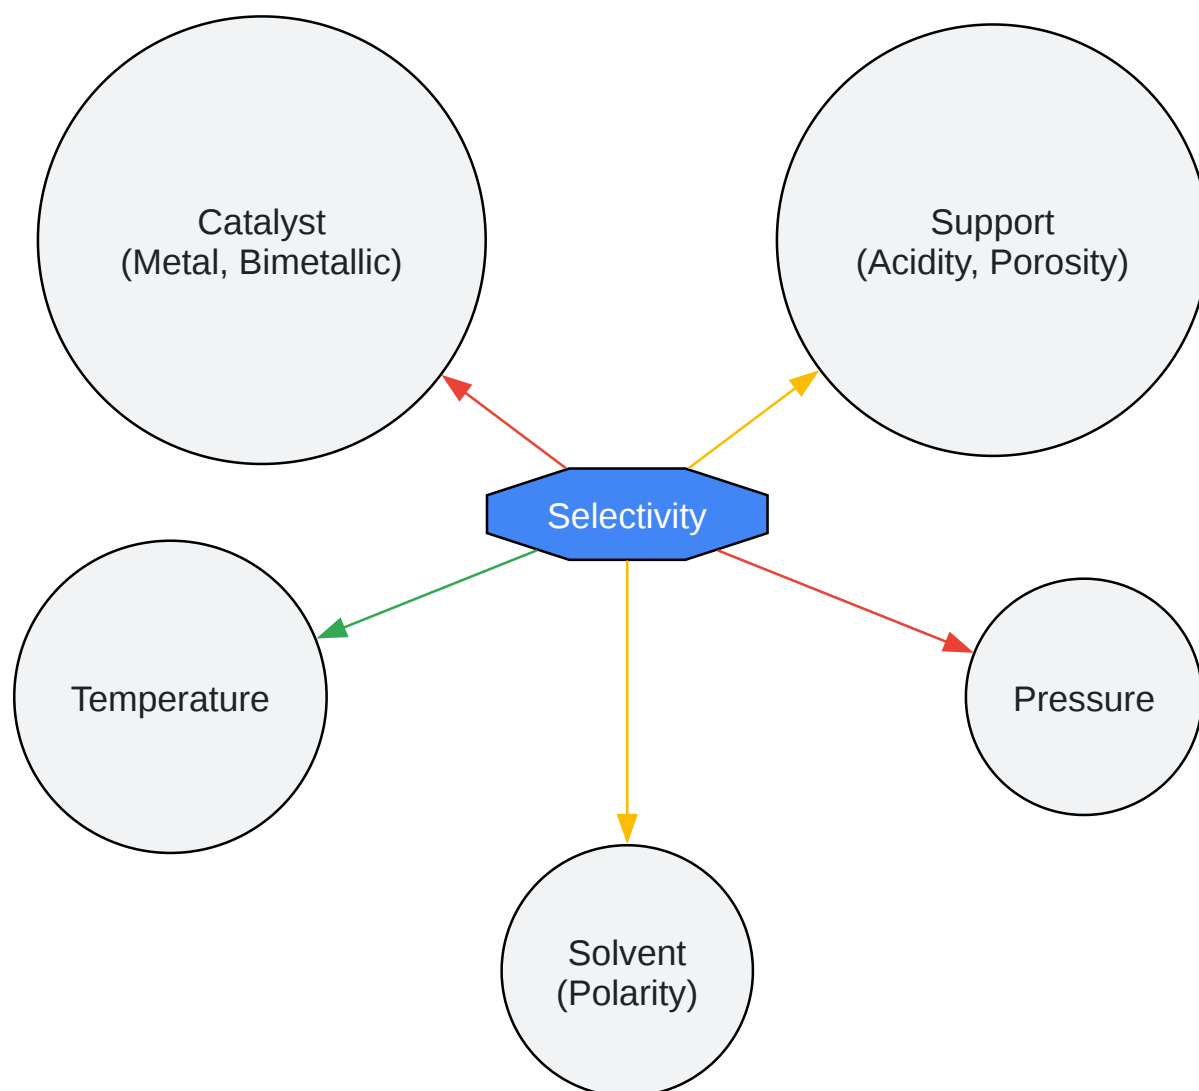 Catalyst
(Metal, Bimetallic)
Support
(Acidity, Porosity)
Selectivity
Temperature
Pressure
Solvent
(Polarity)